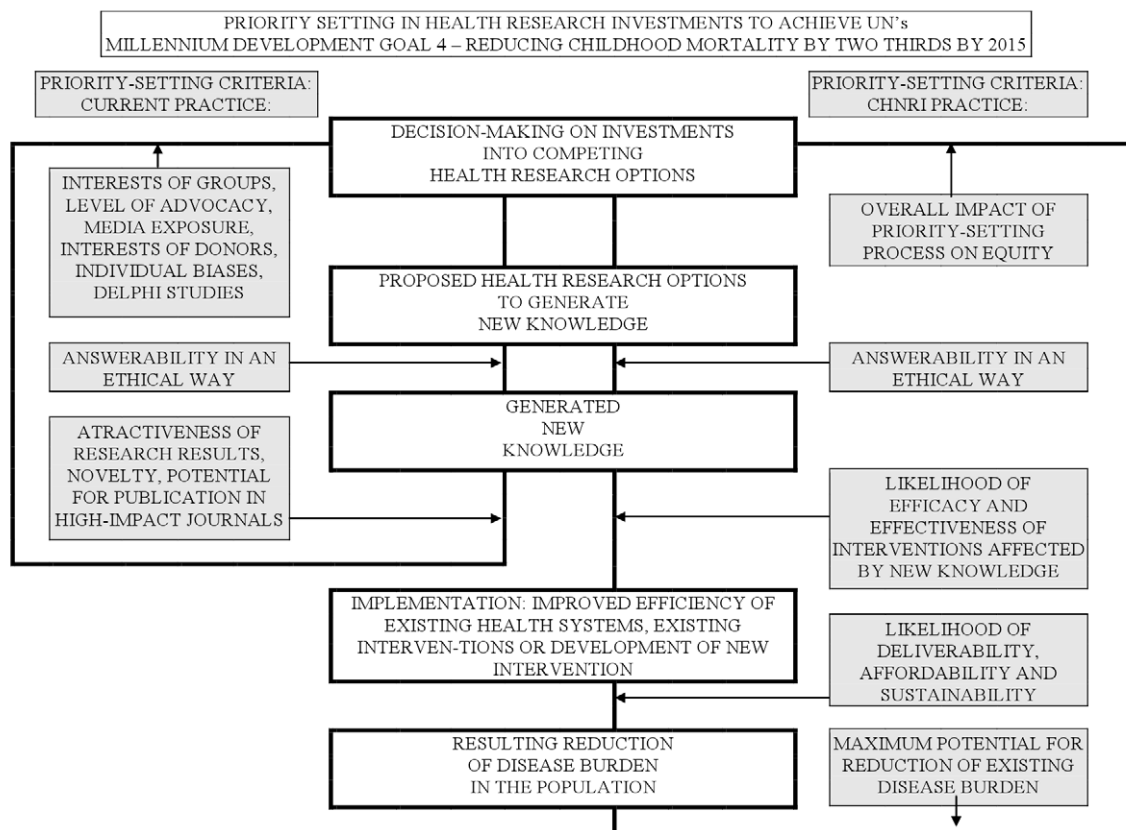 PRIORITY SETTING IN HEALTH RESEARCH INVESTMENTS TO ACHIEVE UN's
MILLENNIUM DEVELOPMENT GOAL 4 – REDUCING CHILDHOOD MORTALITY BY TWO THIRDS BY 2015
PRIORITY-SETTING CRITERIA:
CURRENT PRACTICE:
PRIORITY-SETTING CRITERIA:
CHNRI PRACTICE:
DECISION-MAKING ON INVESTMENTS
INTO COMPETING
HEALTH RESEARCH OPTIONS
INTERESTS OF GROUPS,
LEVEL OF ADVOCACY,
MEDIA EXPOSURE,
INTERESTS OF DONORS,
INDIVIDUAL BIASES,
DELPHI STUDIES
OVERALL IMPACT OF
PRIORITY-SETTING
PROCESS ON EQUITY
PROPOSED HEALTH RESEARCH OPTIONS
TO GENERATE
NEW KNOWLEDGE
ANSWERABILITY IN AN
ETHICAL WAY
ANSWERABILITY IN AN
ETHICAL WAY
GENERATED
NEW
KNOWLEDGE
ATRACTIVENESS OF
RESEARCH RESULTS,
NOVELTY, POTENTIAL
FOR PUBLICATION IN
HIGH-IMPACT JOURNALS
LIKELIHOOD OF
EFFICACY AND
EFFECTIVENESS OF
INTERVENTIONS AFFECTED
BY NEW KNOWLEDGE
IMPLEMENTATION: IMPROVED EFFICIENCY OF
EXISTING HEALTH SYSTEMS, EXISTING
INTERVEN-TIONS OR DEVELOPMENT OF NEW
INTERVENTION
LIKELIHOOD OF
DELIVERABILITY,
AFFORDABILITY AND
SUSTAINABILITY
RESULTING REDUCTION
OF DISEASE BURDEN
IN THE POPULATION
MAXIMUM POTENTIAL FOR
REDUCTION OF EXISTING
DISEASE BURDEN